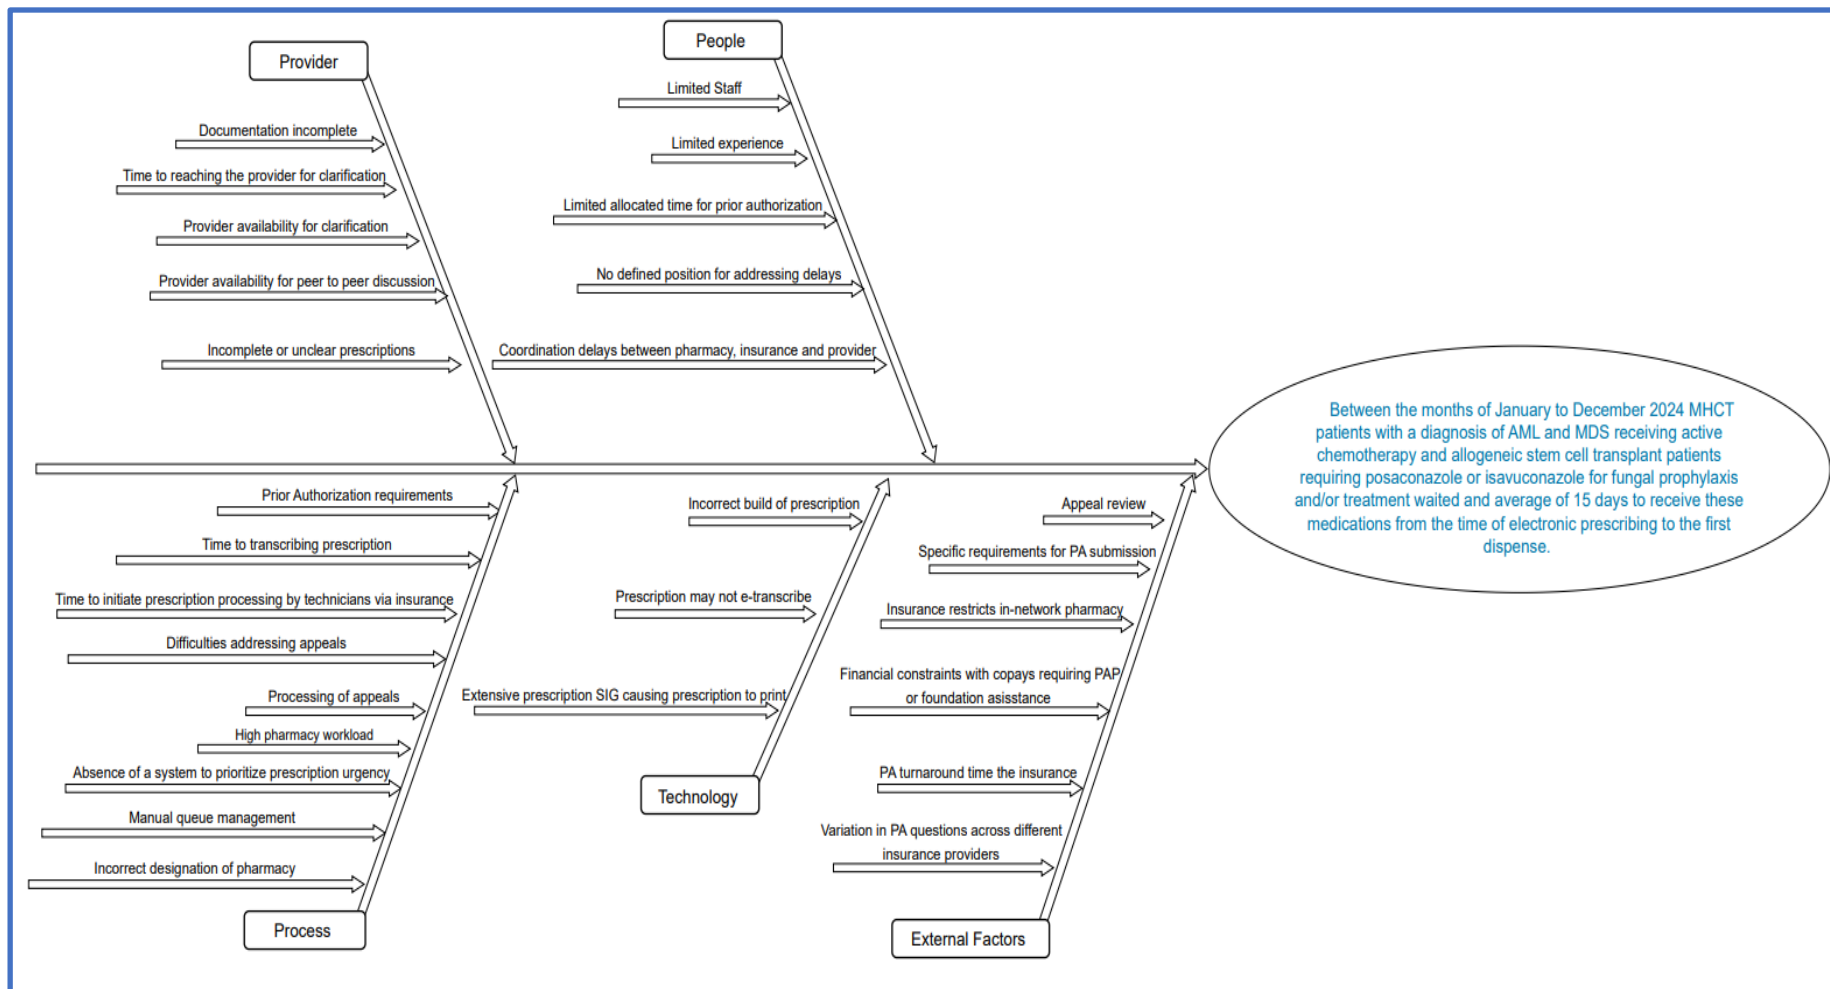 Provider
Documentation incomplete
Time to reaching the provider for clarification
Provider availability for clarification
Provider availability for peer to peer discussion
Incomplete or unclear prescriptions
People
Limited Staff
Limited experience
Limited allocated time for prior authorization
No defined position for addressing delays
Coordination delays between pharmacy, insurance and provider
Between the months of January to December 2024 MHCT
patients with a diagnosis of AML and MDS receiving active
chemotherapy and allogeneic stem cell transplant patients
requiring posaconazole or isavuconazole for fungal prophylaxis
and/or treatment waited and average of 15 days to receive these
medications from the time of electronic prescribing to the first
dispense.
Prior Authorization requirements
Time to transcribing prescription
Time to initiate prescription processing by technicians via insurance
Difficulties addressing appeals
Processing of appeals
High pharmacy workload
Absence of a system to prioritize prescription urgency
Manual queue management
Incorrect designation of pharmacy
Process
Incorrect build of prescription
Prescription may not e-transcribe
Extensive prescription SIG causing prescription to print
Technology
Appeal review
Specific requirements for PA submission
Insurance restricts in-network pharmacy
Financial constraints with copays requiring PAP
or foundation asisstance
PA turnaround time the insurance
Variation in PA questions across different
insurance providers
External Factors